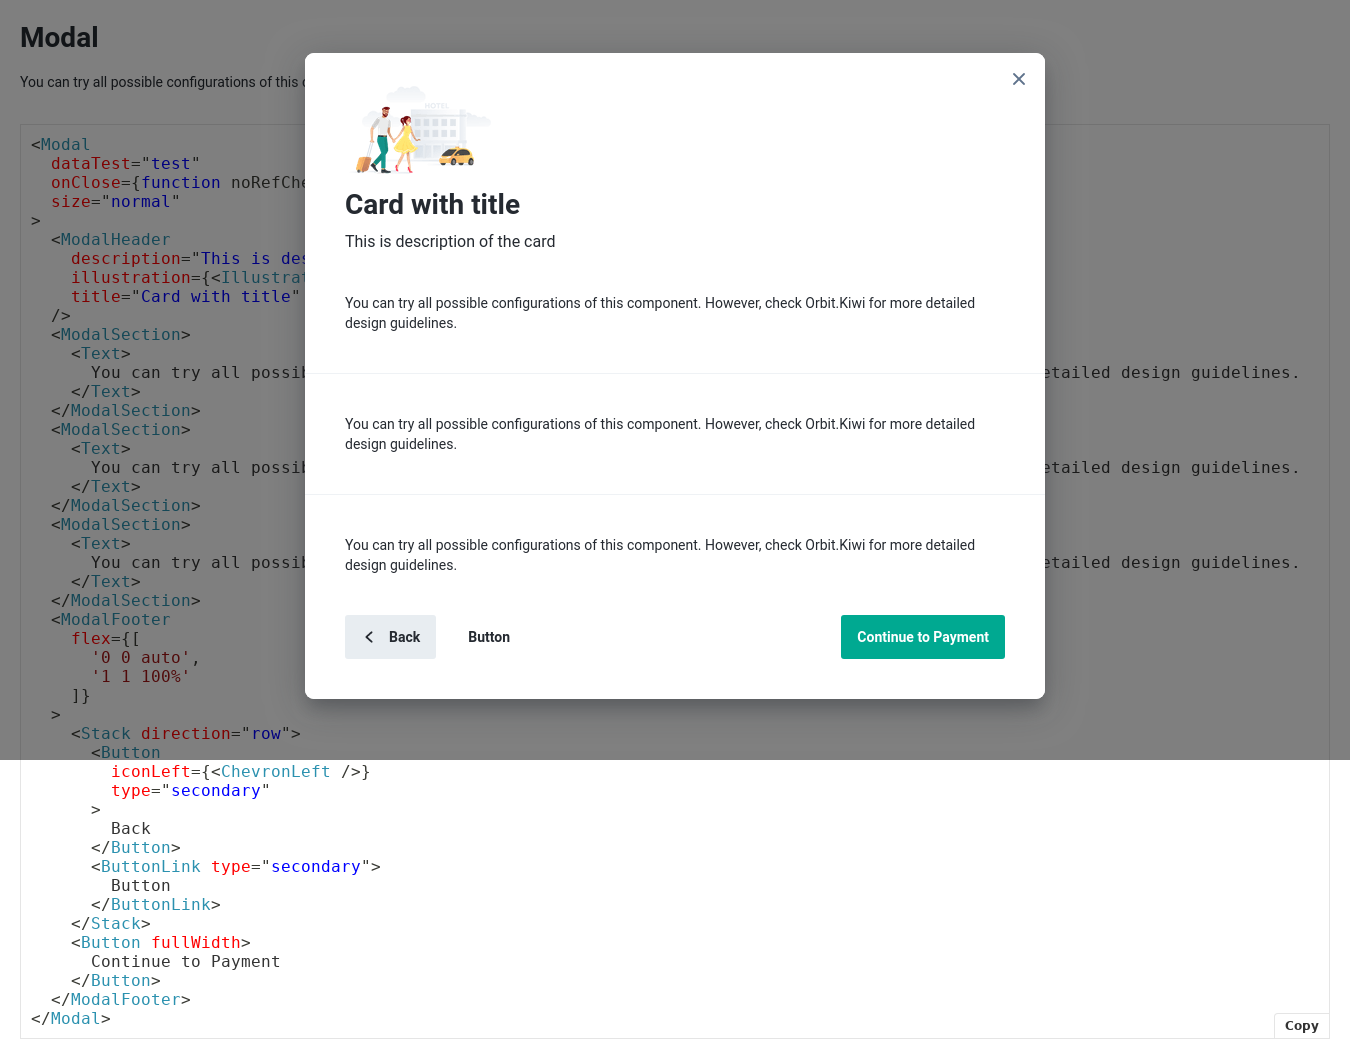 Modal
You can try all possible configurations of this
HOTEL
Card with title
This is description of the card
You can try all possible configurations of this component. However, check Orbit.Kiwi for more detailed
design guidelines.
You can try all possible configurations of this component. However, check Orbit.Kiwi for more detailed
design guidelines.
You can try all possible configurations of this component. However, check Orbit.Kiwi for more detailed
design guidelines.
Back
Button
Continue to Payment
<Modal
dataTest="test"
onClose={function noRefChe
size="normal"
>
<ModalHeader
description="This is des
illustration={<Illustrat
title="Card with title"
/>
<ModalSection>
<Text>
You can try all possib etailed design guidelines.
</Text>
</ModalSection>
<ModalSection>
<Text>
You can try all possib etailed design guidelines.
</Text>
</ModalSection>
<ModalSection>
<Text>
You can try all possib etailed design guidelines.
</Text>
</ModalSection>
<ModalFooter
flex={[
'0 0 auto',
'1 1 100%'
]}
>
<Stack direction="row">
<Button
iconLeft={<ChevronLeft />}
type="secondary"
>
Back
</Button>
<ButtonLink type="secondary">
Button
</ButtonLink>
</Stack>
<Button fullWidth>
Continue to Payment
</Button>
</ModalFooter>
</Modal>
Copy